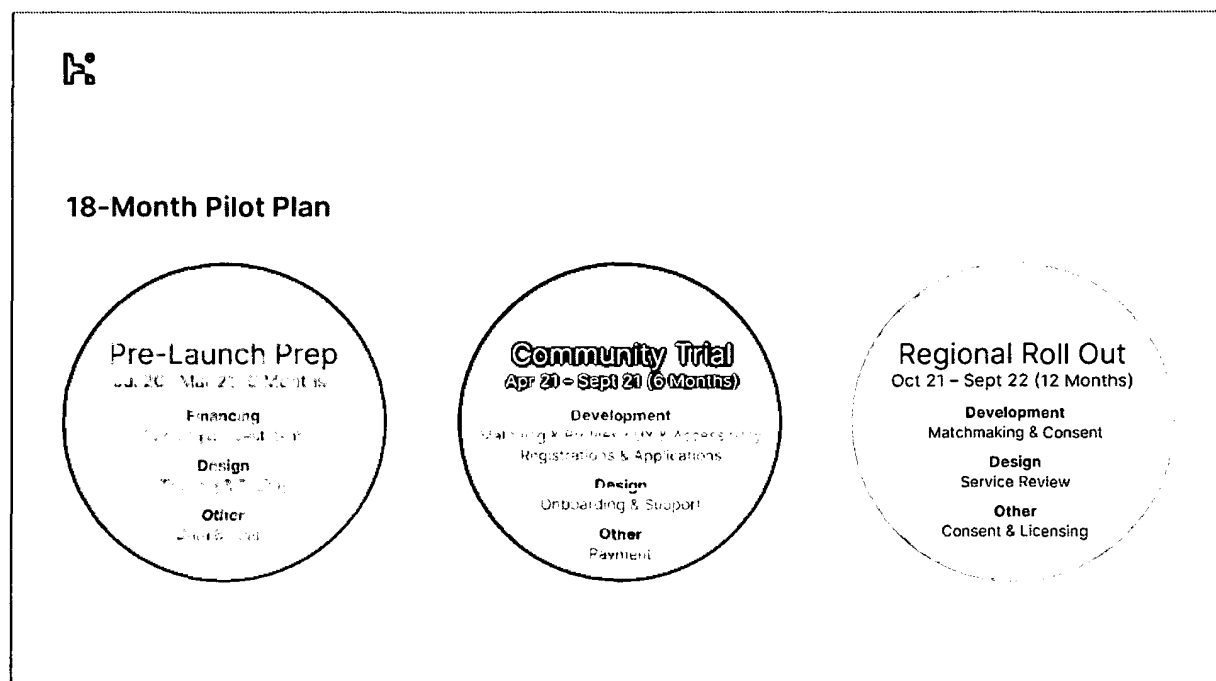 18-Month Pilot Plan
Pre-Launch Prep
Mar 21
Financing
Design
Other
Community Trial
Apr 21 – Sept 21 (6 Months)
Development
Registrations & Applications
Design
Onboarding & Support
Other
Payment
Regional Roll Out
Oct 21 – Sept 22 (12 Months)
Development
Matchmaking & Consent
Design
Service Review
Other
Consent & Licensing